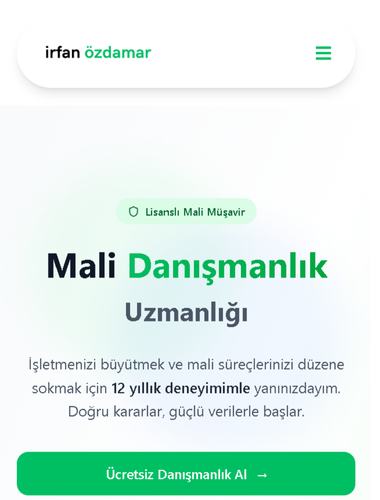 irfan özdamar
Lisanslı Mali Müşavir
Mali Danışmanlık
Uzmanlığı
İşletmenizi büyütmek ve mali süreçlerinizi düzene
sokmak için 12 yıllık deneyimimle yanınızdayım.
Doğru kararlar, güçlü verilerle başlar.
Ücretsiz Danışmanlık Al →